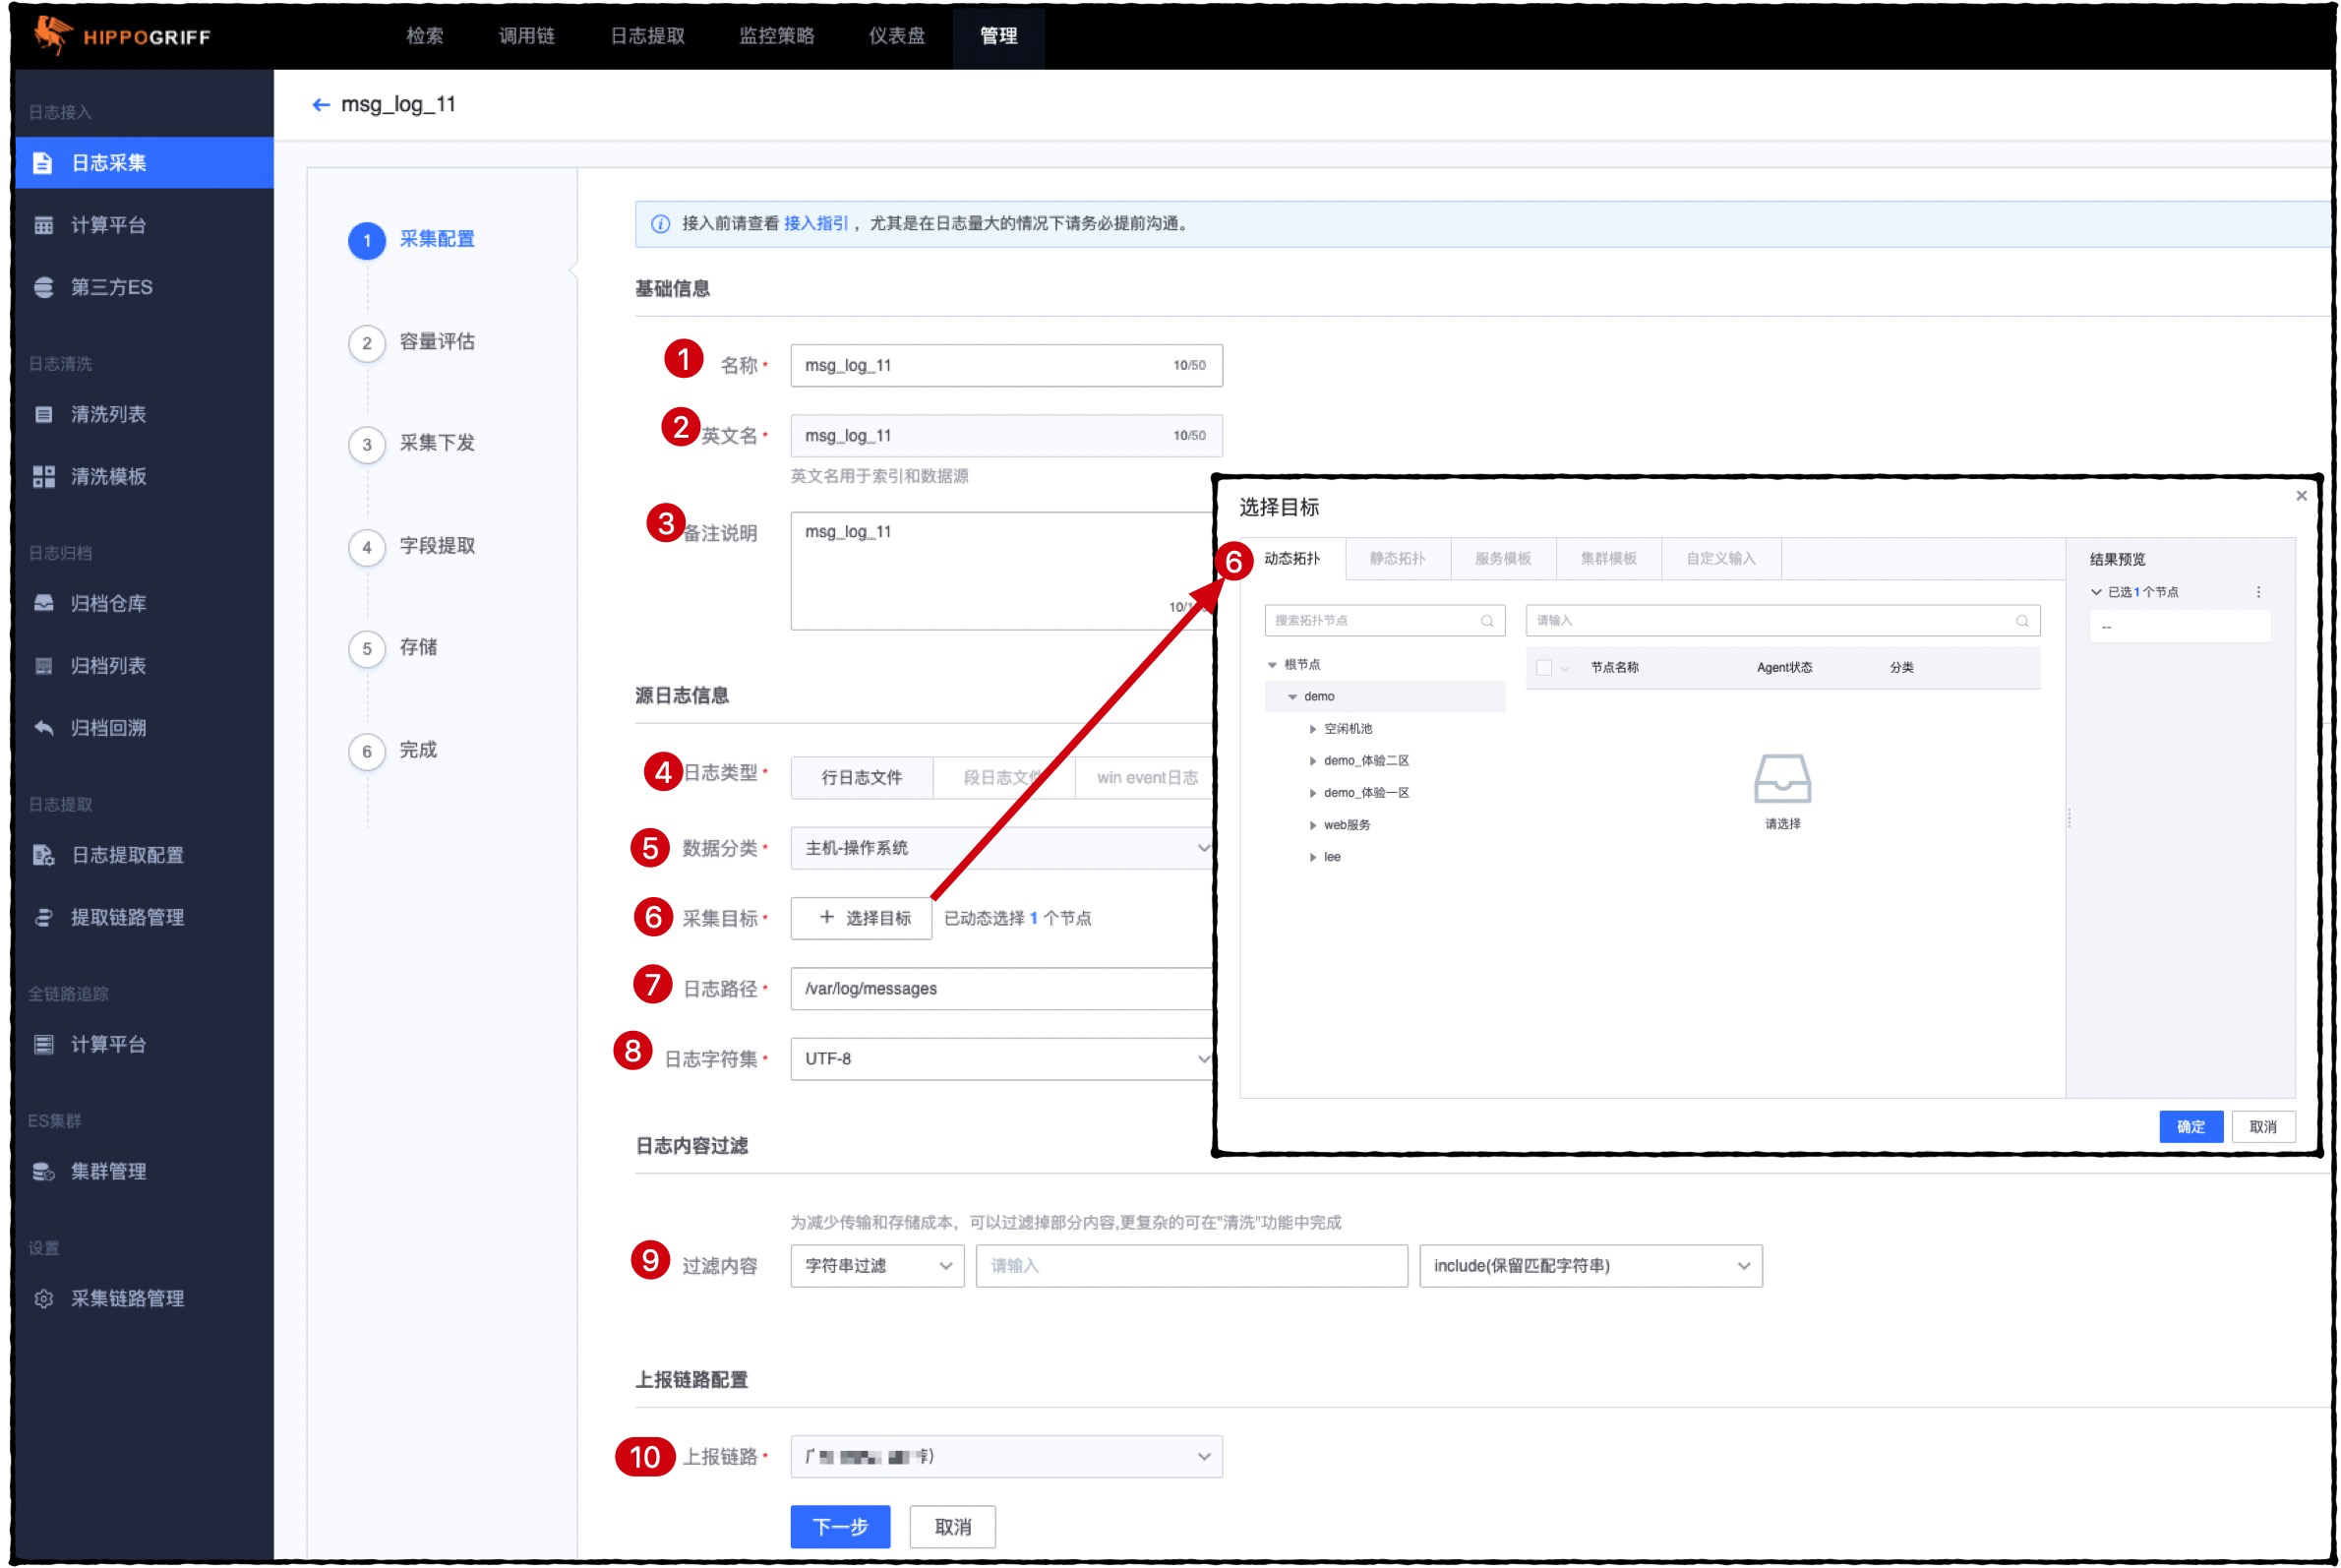 HIPPOGRIFF
检索 调用链 日志提取 监控策略 仪表盘 管理
日志接入
日志采集
计算平台
第三方ES
日志清洗
清洗列表
清洗模板
日志归档
归档仓库
归档列表
归档回溯
日志提取
日志提取配置
提取链路管理
全链路追踪
计算平台
ES集群
集群管理
设置
采集链路管理
← msg_log_11
1 采集配置
2 容量评估
3 采集下发
4 字段提取
5 存储
6 完成
接入前请查看 接入指引 ，尤其是在日志量大的情况下请务必提前沟通。
基础信息
1 名称 * msg_log_11 10/50
2 英文名 * msg_log_11 10/50
英文名用于索引和数据源
3 备注说明 msg_log_11
10/
源日志信息
4 日志类型 * 行日志文件 段日志文件 win event日志
5 数据分类 * 主机-操作系统
6 采集目标 * + 选择目标 已动态选择 1 个节点
7 日志路径 * /var/log/messages
8 日志字符集 * UTF-8
日志内容过滤
为减少传输和存储成本，可以过滤掉部分内容,更复杂的可在"清洗"功能中完成
9 过滤内容 字符串过滤 请输入 include(保留匹配字符串)
上报链路配置
10 上报链路 *
下一步 取消
选择目标 ×
6 动态拓扑 静态拓扑 服务模板 集群模板 自定义输入
搜索拓扑节点 请输入
根节点
demo
空闲机池
demo_体验二区
demo_体验一区
web服务
lee
节点名称 Agent状态 分类
请选择
结果预览
已选1个节点
--
确定 取消